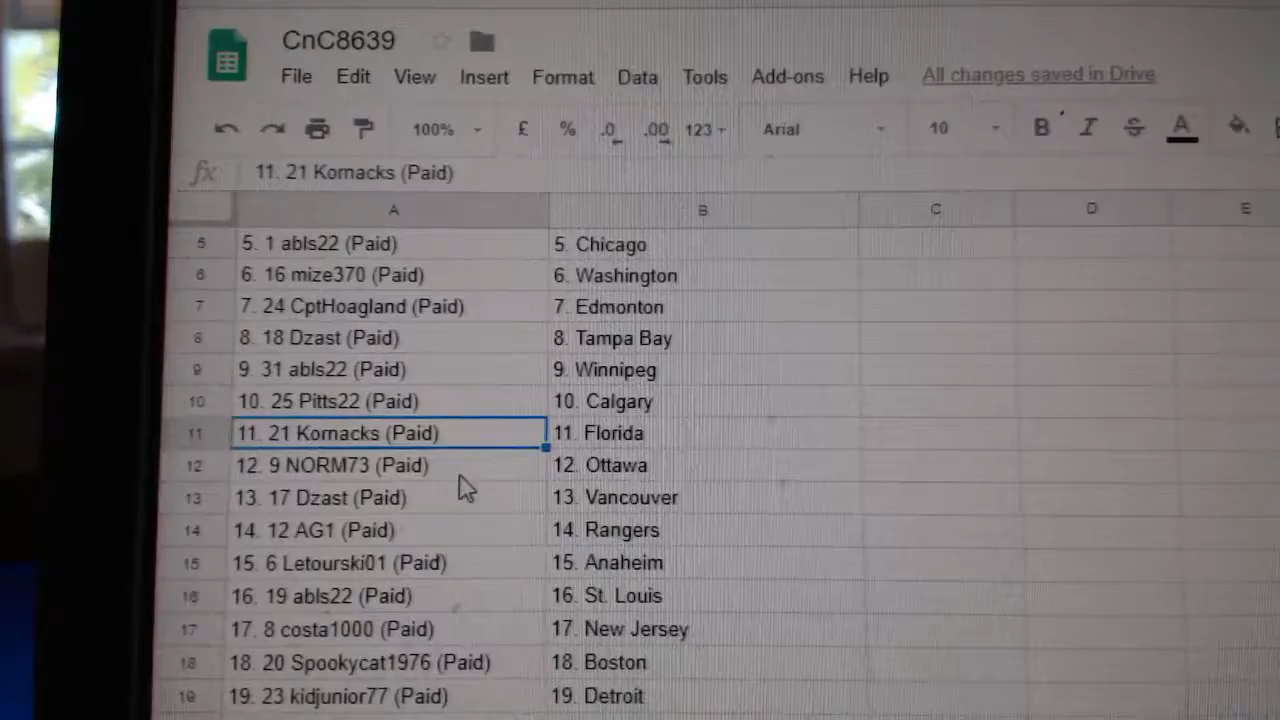 CnC8639
File Edit View Insert Format Data Tools Add-ons Help All changes saved in Drive
100% £ % .0 .00 123 Arial 10 B I S A
fx 11. 21 Komacks (Paid)
A B C D E
5 5. 1 abls22 (Paid) 5. Chicago
6 6. 16 mize370 (Paid) 6. Washington
7 7. 24 CptHoagland (Paid) 7. Edmonton
8 8. 18 Dzast (Paid) 8. Tampa Bay
9 9. 31 abls22 (Paid) 9. Winnipeg
10 10. 25 Pitts22 (Paid) 10. Calgary
11 11. 21 Komacks (Paid) 11. Florida
12 12. 9 NORM73 (Paid) 12. Ottawa
13 13. 17 Dzast (Paid) 13. Vancouver
14 14. 12 AG1 (Paid) 14. Rangers
15 15. 6 Letourski01 (Paid) 15. Anaheim
16 16. 19 abls22 (Paid) 16. St. Louis
17 17. 8 costa1000 (Paid) 17. New Jersey
18 18. 20 Spookycat1976 (Paid) 18. Boston
19 19. 23 kidjunior77 (Paid) 19. Detroit